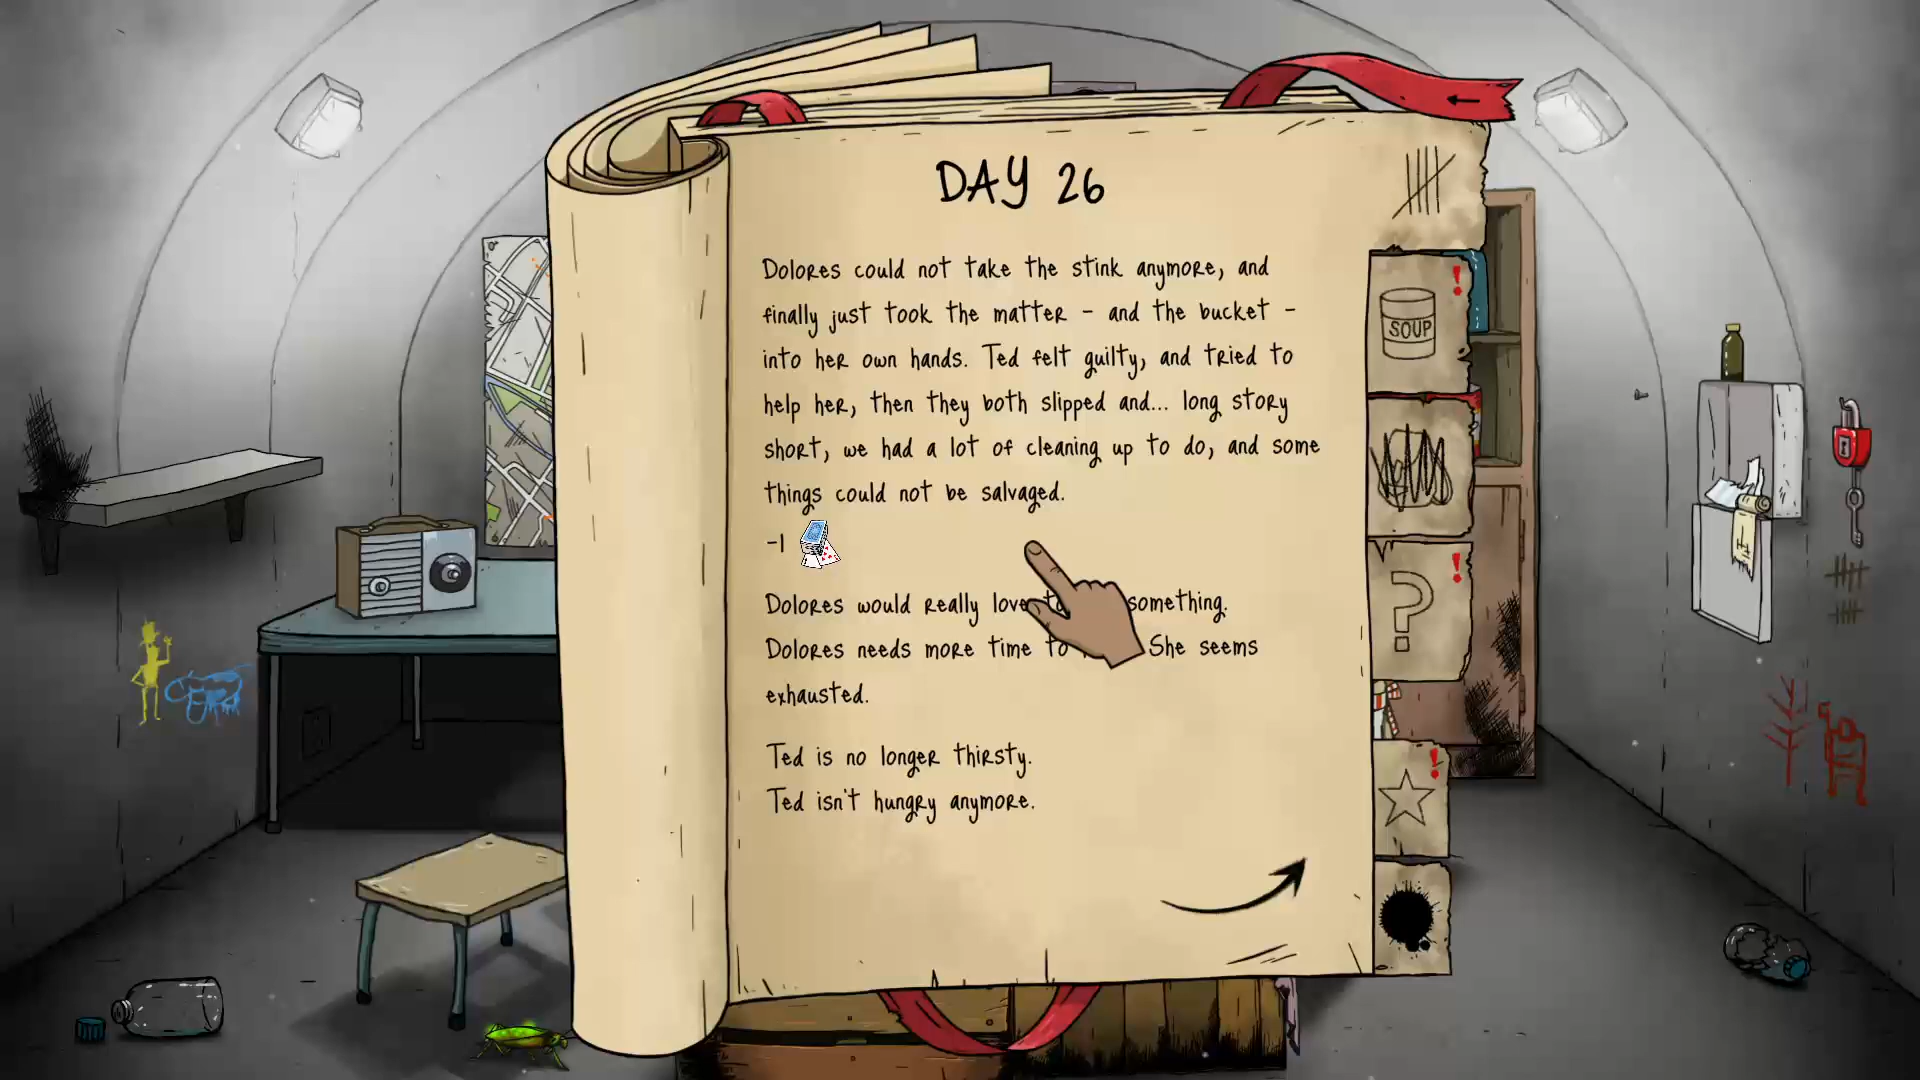 DAY 26
Dolores could not take the stink anymore, and
finally just took the matter - and the bucket -
into her own hands. Ted felt guilty, and tried to
help her, then they both slipped and... long story
short, we had a lot of cleaning up to do, and some
things could not be salvaged.
-1
Dolores would really love something.
Dolores needs more time to She seems
exhausted.
Ted is no longer thirsty.
Ted isn't hungry anymore.
!
SOUP
!
?
!